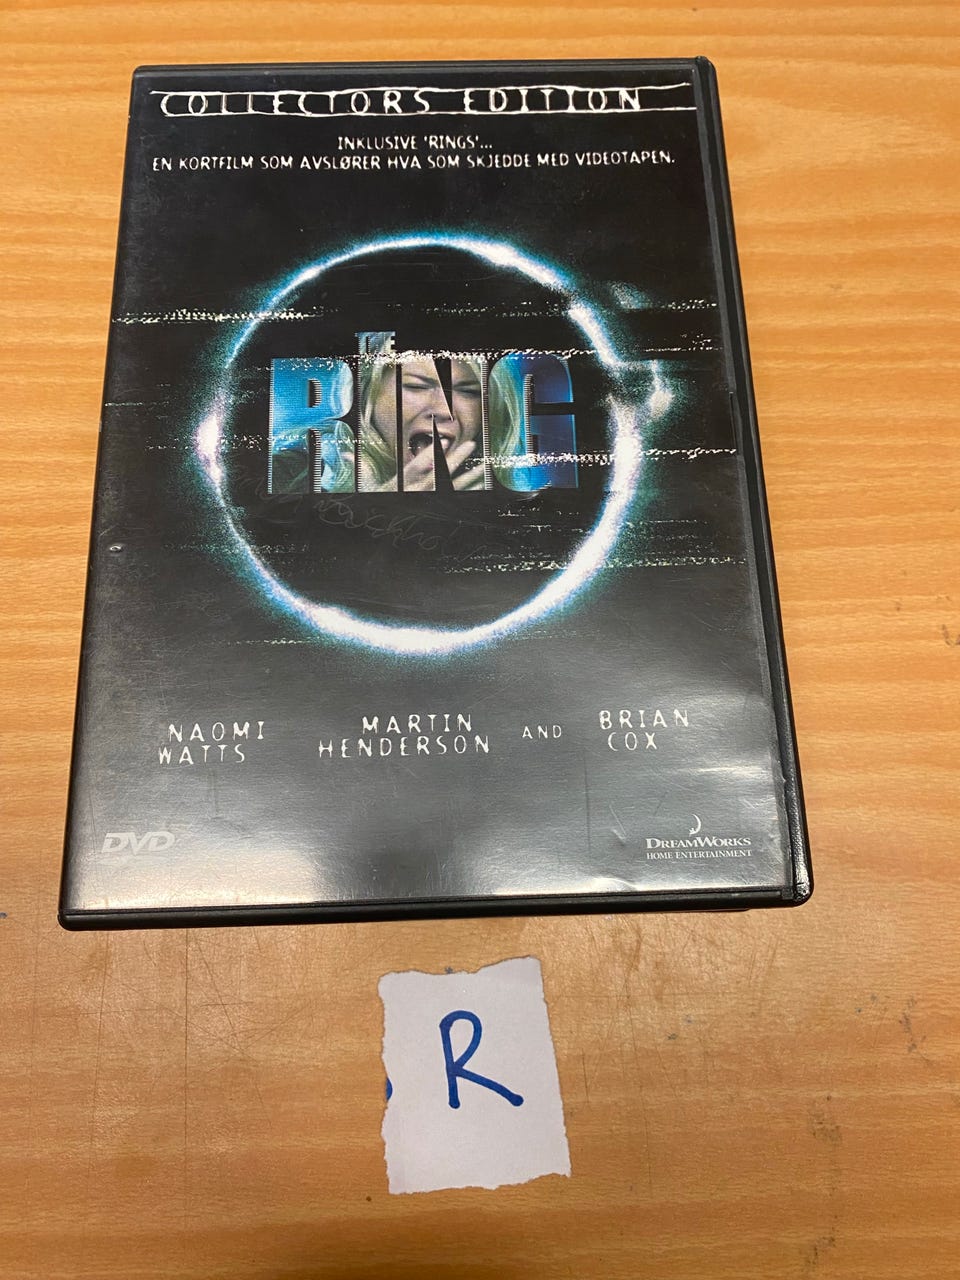 COLLECTORS EDITION
INKLUSIVE 'RINGS'...
EN KORTFILM SOM AVSLØRER HVA SOM SKJEDDE MED VIDEOTAPEN.
THE
RING
NAOMI
WATTS
MARTIN
HENDERSON
AND
BRIAN
COX
DVD
DREAMWORKS
HOME ENTERTAINMENT
R